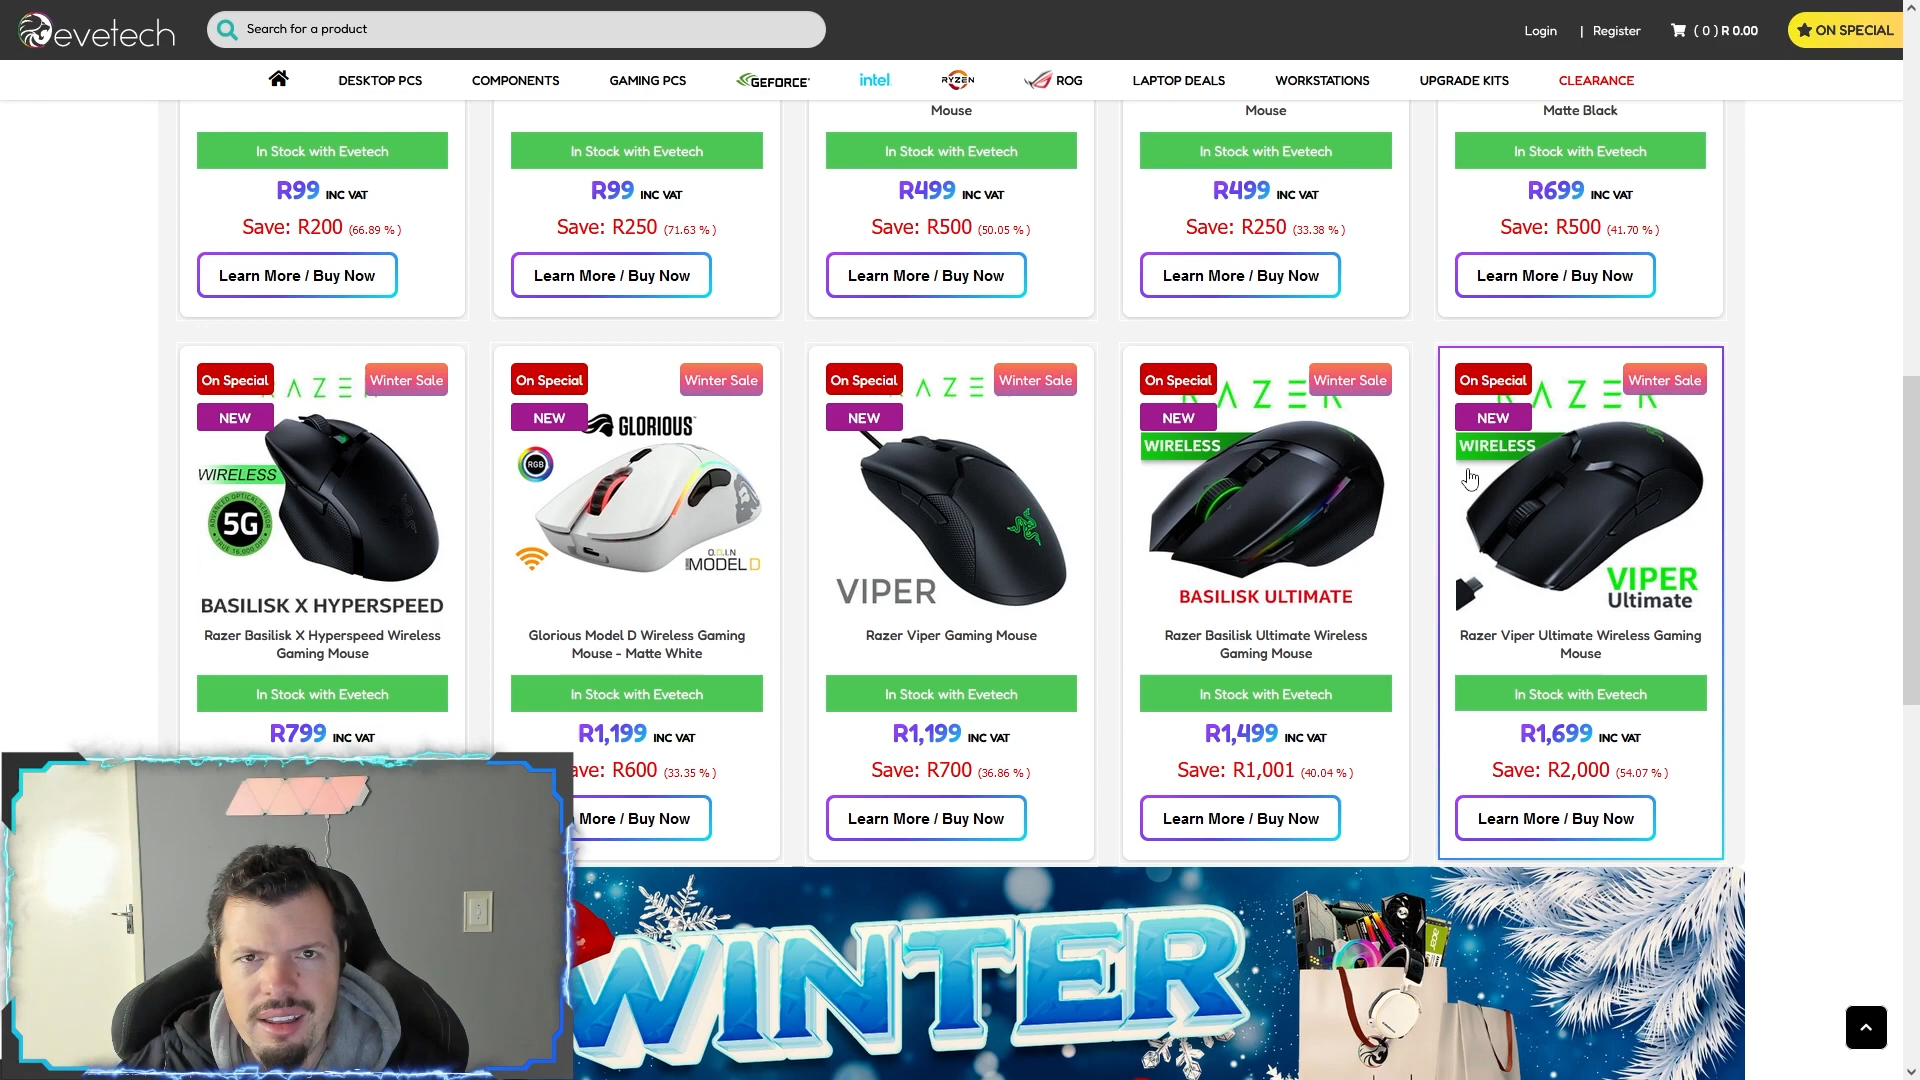 evetech
Search for a product
Login | Register ( 0 ) R 0.00 ON SPECIAL
DESKTOP PCS COMPONENTS GAMING PCS GEFORCE intel. RYZEN ROG LAPTOP DEALS WORKSTATIONS UPGRADE KITS CLEARANCE
Mouse Mouse Matte Black
In Stock with Evetech In Stock with Evetech In Stock with Evetech In Stock with Evetech In Stock with Evetech
R99 INC VAT R99 INC VAT R499 INC VAT R499 INC VAT R699 INC VAT
Save: R200 (66.89 %) Save: R250 (71.63 %) Save: R500 (50.05 %) Save: R250 (33.38 %) Save: R500 (41.70 %)
Learn More / Buy Now Learn More / Buy Now Learn More / Buy Now Learn More / Buy Now Learn More / Buy Now
On Special Winter Sale
NEW
WIRELESS
5G
BASILISK X HYPERSPEED
Razer Basilisk X Hyperspeed Wireless
Gaming Mouse
In Stock with Evetech
R799 INC VAT
On Special Winter Sale
NEW
GLORIOUS
RGB
O.D.I.N
MODEL D
Glorious Model D Wireless Gaming
Mouse - Matte White
In Stock with Evetech
R1,199 INC VAT
ave: R600 (33.35 %)
More / Buy Now
On Special Winter Sale
NEW
VIPER
Razer Viper Gaming Mouse
In Stock with Evetech
R1,199 INC VAT
Save: R700 (36.86 %)
Learn More / Buy Now
On Special RAZER Winter Sale
NEW
WIRELESS
BASILISK ULTIMATE
Razer Basilisk Ultimate Wireless
Gaming Mouse
In Stock with Evetech
R1,499 INC VAT
Save: R1,001 (40.04 %)
Learn More / Buy Now
On Special RAZER Winter Sale
NEW
WIRELESS
VIPER
Ultimate
Razer Viper Ultimate Wireless Gaming
Mouse
In Stock with Evetech
R1,699 INC VAT
Save: R2,000 (54.07 %)
Learn More / Buy Now
WINTER